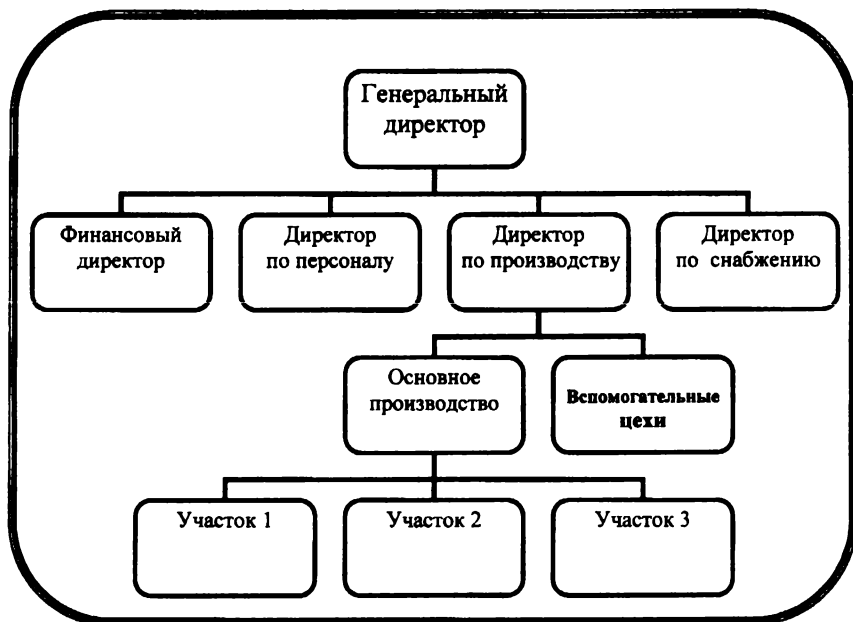 Генеральный
директор
Финансовый
директор
Директор
по персоналу
Директор
по производству
Директор
по снабжению
Основное
производство
Вспомогательные
цехи
Участок 1
Участок 2
Участок 3